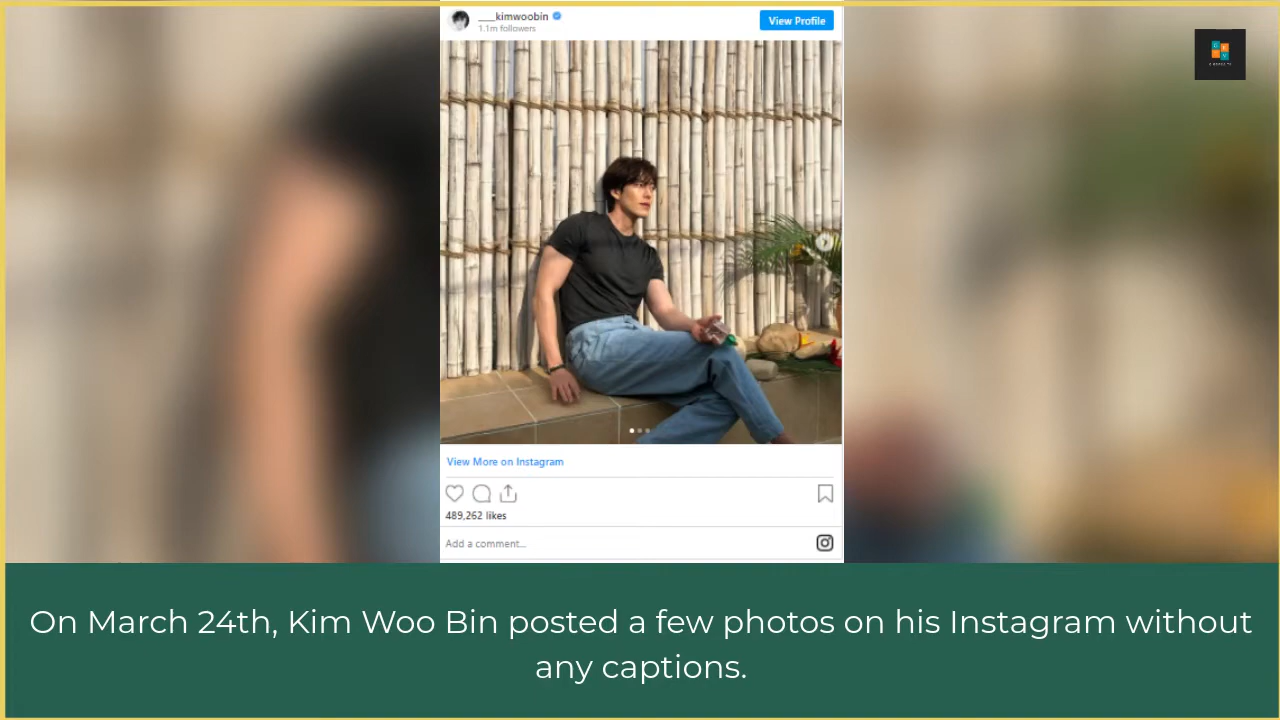 ____kimwoobin
View Profile
1.1m followers
View More on Instagram
489,262 likes
Add a comment...
On March 24th, Kim Woo Bin posted a few photos on his Instagram without
any captions.